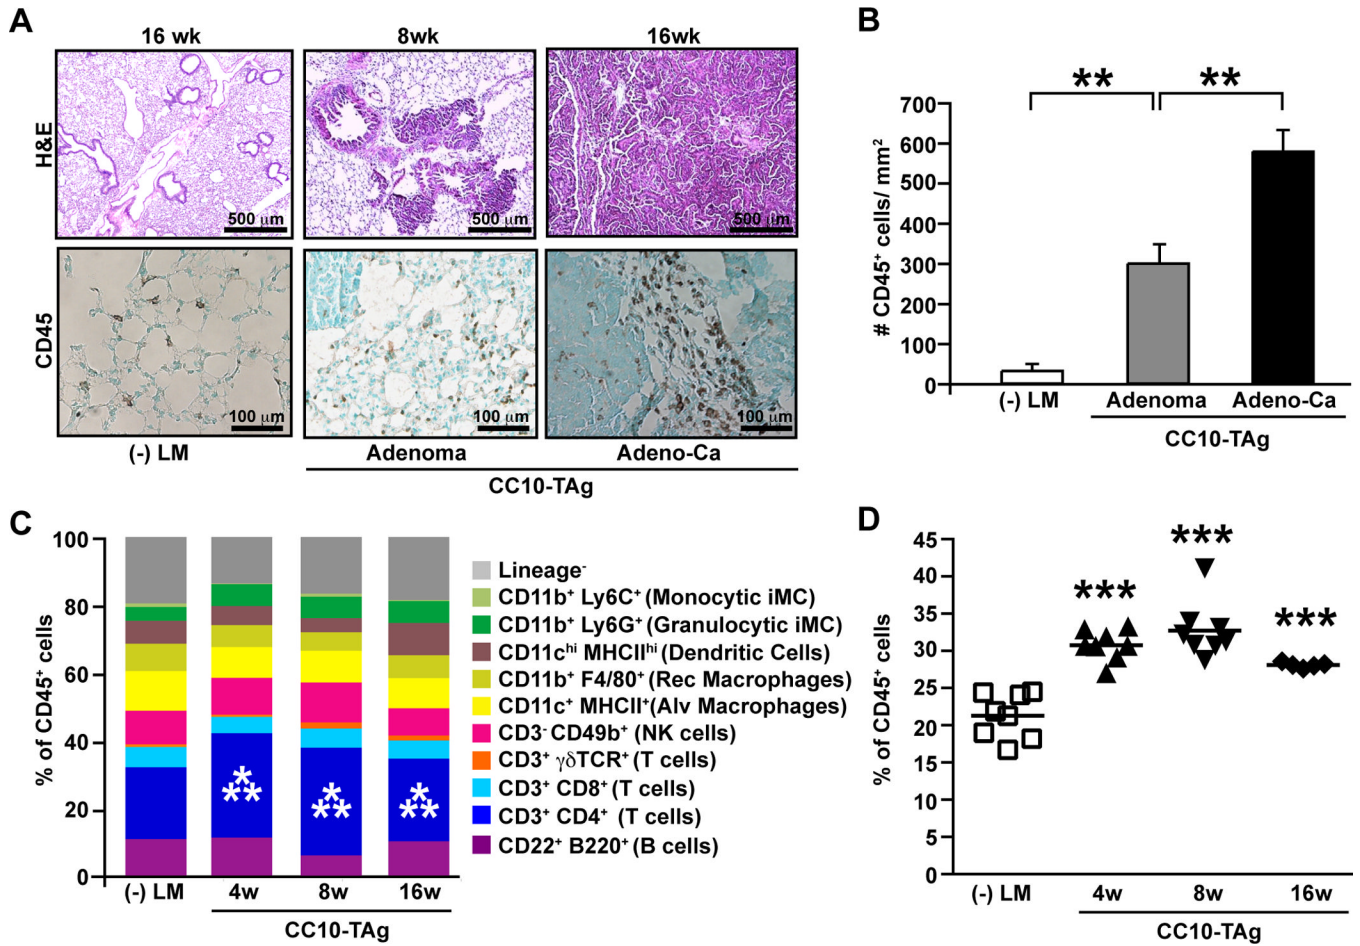 A
16 wk
8wk
16wk
H&E
500 µm
500 µm
500 µm
CD45
100 µm
100 µm
100 µm
(-) LM
Adenoma
Adeno-Ca
CC10-TAg
B
** **
# CD45⁺ cells/ mm²
700
600
500
400
300
200
100
0
(-) LM
Adenoma
Adeno-Ca
CC10-TAg
C
% of CD45⁺ cells
100
80
60
40
20
0
*** *** ***
(-) LM
4w
8w
16w
CC10-TAg
Lineage⁻
CD11b⁺ Ly6C⁺ (Monocytic iMC)
CD11b⁺ Ly6G⁺ (Granulocytic iMC)
CD11cʰⁱ MHCIIʰⁱ (Dendritic Cells)
CD11b⁺ F4/80⁺ (Rec Macrophages)
CD11c⁺ MHCII⁺(Alv Macrophages)
CD3⁻ CD49b⁺ (NK cells)
CD3⁺ γδTCR⁺ (T cells)
CD3⁺ CD8⁺ (T cells)
CD3⁺ CD4⁺ (T cells)
CD22⁺ B220⁺ (B cells)
D
% of CD45⁺ cells
45
40
35
30
25
20
15
10
5
0
*** *** ***
(-) LM
4w
8w
16w
CC10-TAg